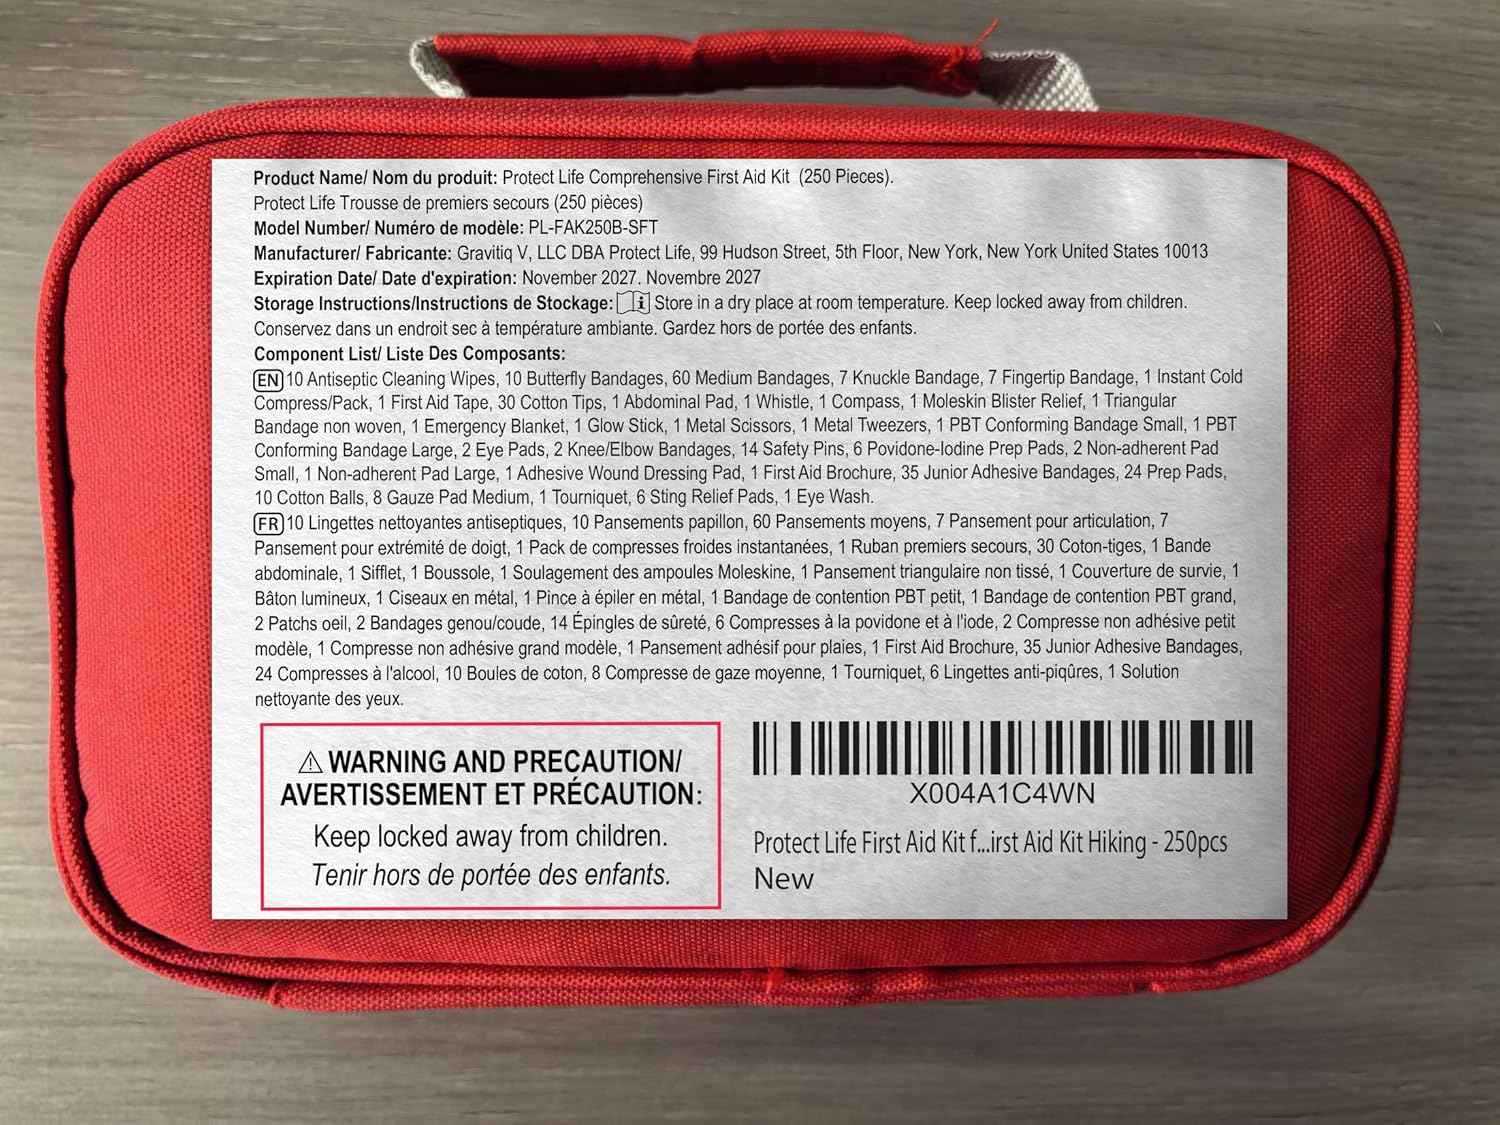 Product Name/ Nom du produit: Protect Life Comprehensive First Aid Kit (250 Pieces).
Protect Life Trousse de premiers secours (250 pièces)
Model Number/ Numéro de modèle: PL-FAK250B-SFT
Manufacturer/ Fabricante: Gravitiq V, LLC DBA Protect Life, 99 Hudson Street, 5th Floor, New York, New York United States 10013
Expiration Date/ Date d'expiration: November 2027. Novembre 2027
Storage Instructions/Instructions de Stockage: i Store in a dry place at room temperature. Keep locked away from children.
Conservez dans un endroit sec à température ambiante. Gardez hors de portée des enfants.
Component List/ Liste Des Composants:
EN 10 Antiseptic Cleaning Wipes, 10 Butterfly Bandages, 60 Medium Bandages, 7 Knuckle Bandage, 7 Fingertip Bandage, 1 Instant Cold
Compress/Pack, 1 First Aid Tape, 30 Cotton Tips, 1 Abdominal Pad, 1 Whistle, 1 Compass, 1 Moleskin Blister Relief, 1 Triangular
Bandage non woven, 1 Emergency Blanket, 1 Glow Stick, 1 Metal Scissors, 1 Metal Tweezers, 1 PBT Conforming Bandage Small, 1 PBT
Conforming Bandage Large, 2 Eye Pads, 2 Knee/Elbow Bandages, 14 Safety Pins, 6 Povidone-Iodine Prep Pads, 2 Non-adherent Pad
Small, 1 Non-adherent Pad Large, 1 Adhesive Wound Dressing Pad, 1 First Aid Brochure, 35 Junior Adhesive Bandages, 24 Prep Pads,
10 Cotton Balls, 8 Gauze Pad Medium, 1 Tourniquet, 6 Sting Relief Pads, 1 Eye Wash.
FR 10 Lingettes nettoyantes antiseptiques, 10 Pansements papillon, 60 Pansements moyens, 7 Pansement pour articulation, 7
Pansement pour extrémité de doigt, 1 Pack de compresses froides instantanées, 1 Ruban premiers secours, 30 Coton-tiges, 1 Bande
abdominale, 1 Sifflet, 1 Boussole, 1 Soulagement des ampoules Moleskine, 1 Pansement triangulaire non tissé, 1 Couverture de survie, 1
Bâton lumineux, 1 Ciseaux en métal, 1 Pince à épiler en métal, 1 Bandage de contention PBT petit, 1 Bandage de contention PBT grand,
2 Patchs oeil, 2 Bandages genou/coude, 14 Épingles de sûreté, 6 Compresses à la povidone et à l'iode, 2 Compresse non adhésive petit
modèle, 1 Compresse non adhésive grand modèle, 1 Pansement adhésif pour plaies, 1 First Aid Brochure, 35 Junior Adhesive Bandages,
24 Compresses à l'alcool, 10 Boules de coton, 8 Compresse de gaze moyenne, 1 Tourniquet, 6 Lingettes anti-piqûres, 1 Solution
nettoyante des yeux.
⚠ WARNING AND PRECAUTION/
AVERTISSEMENT ET PRÉCAUTION:
Keep locked away from children.
Tenir hors de portée des enfants.
X004A1C4WN
Protect Life First Aid Kit f...irst Aid Kit Hiking - 250pcs
New